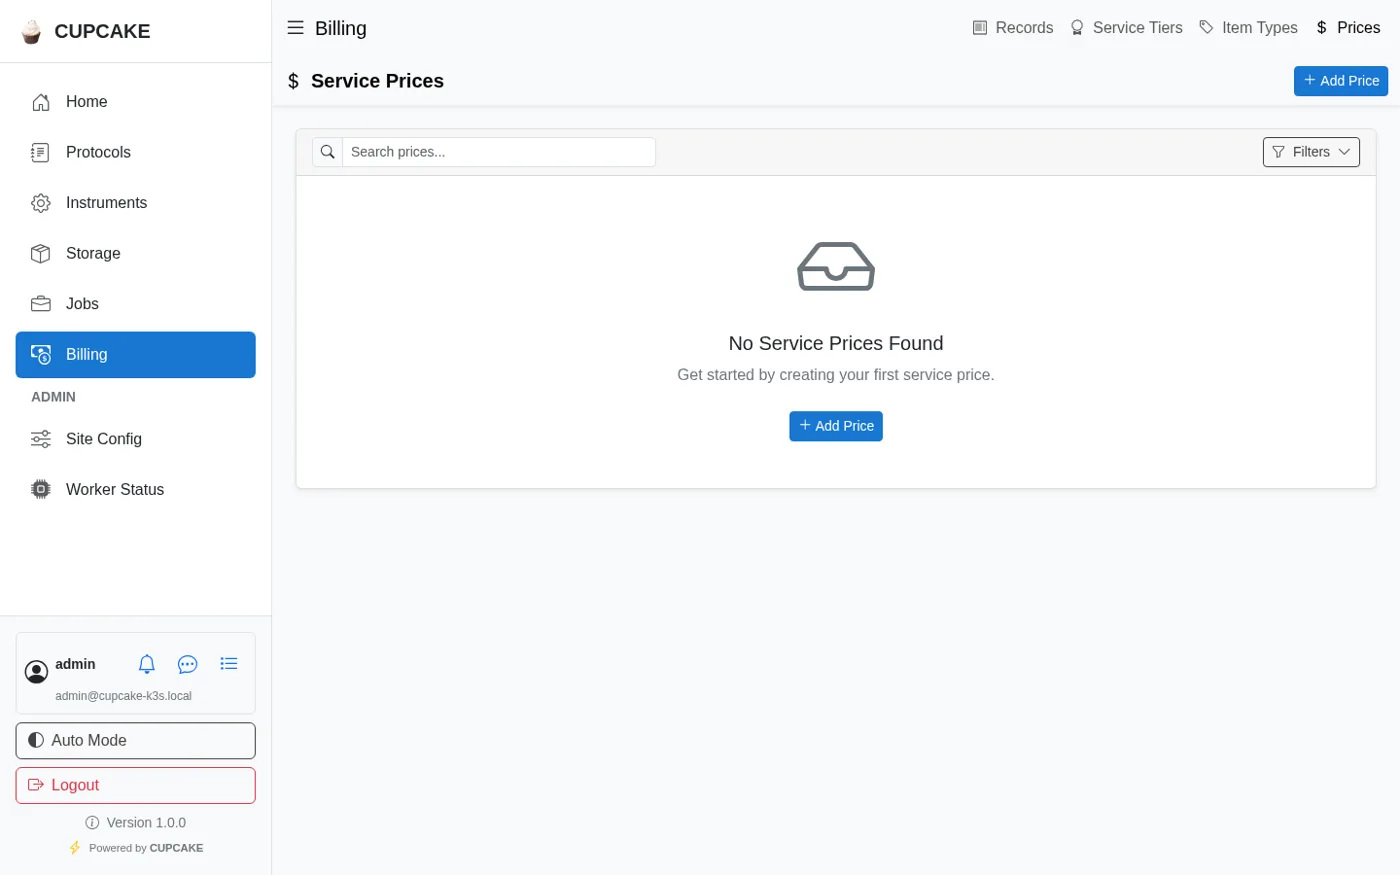 CUPCAKE
Home
Protocols
Instruments
Storage
Jobs
Billing
ADMIN
Site Config
Worker Status
admin
admin@cupcake-k3s.local
Auto Mode
Logout
Version 1.0.0
Powered by CUPCAKE
Billing
Records
Service Tiers
Item Types
$ Prices
$ Service Prices
+ Add Price
Search prices...
Filters
No Service Prices Found
Get started by creating your first service price.
+ Add Price